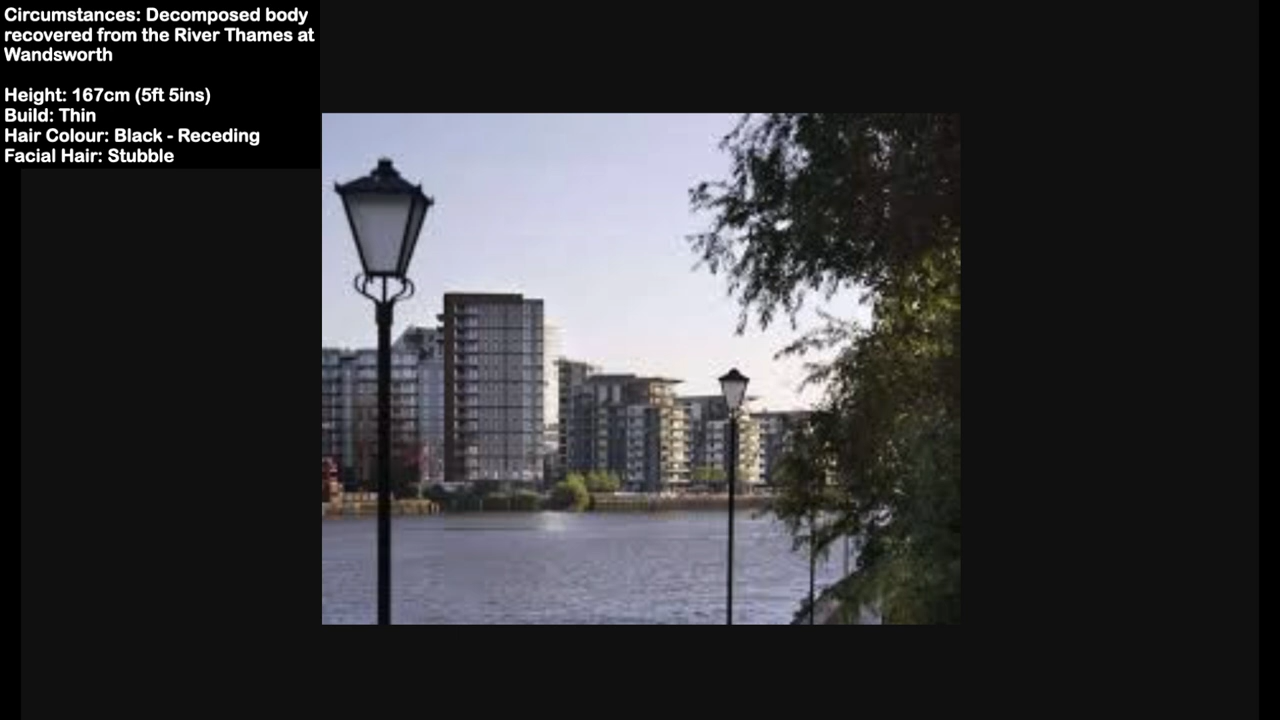 Circumstances: Decomposed body
recovered from the River Thames at
Wandsworth
Height: 167cm (5ft 5ins)
Build: Thin
Hair Colour: Black - Receding
Facial Hair: Stubble